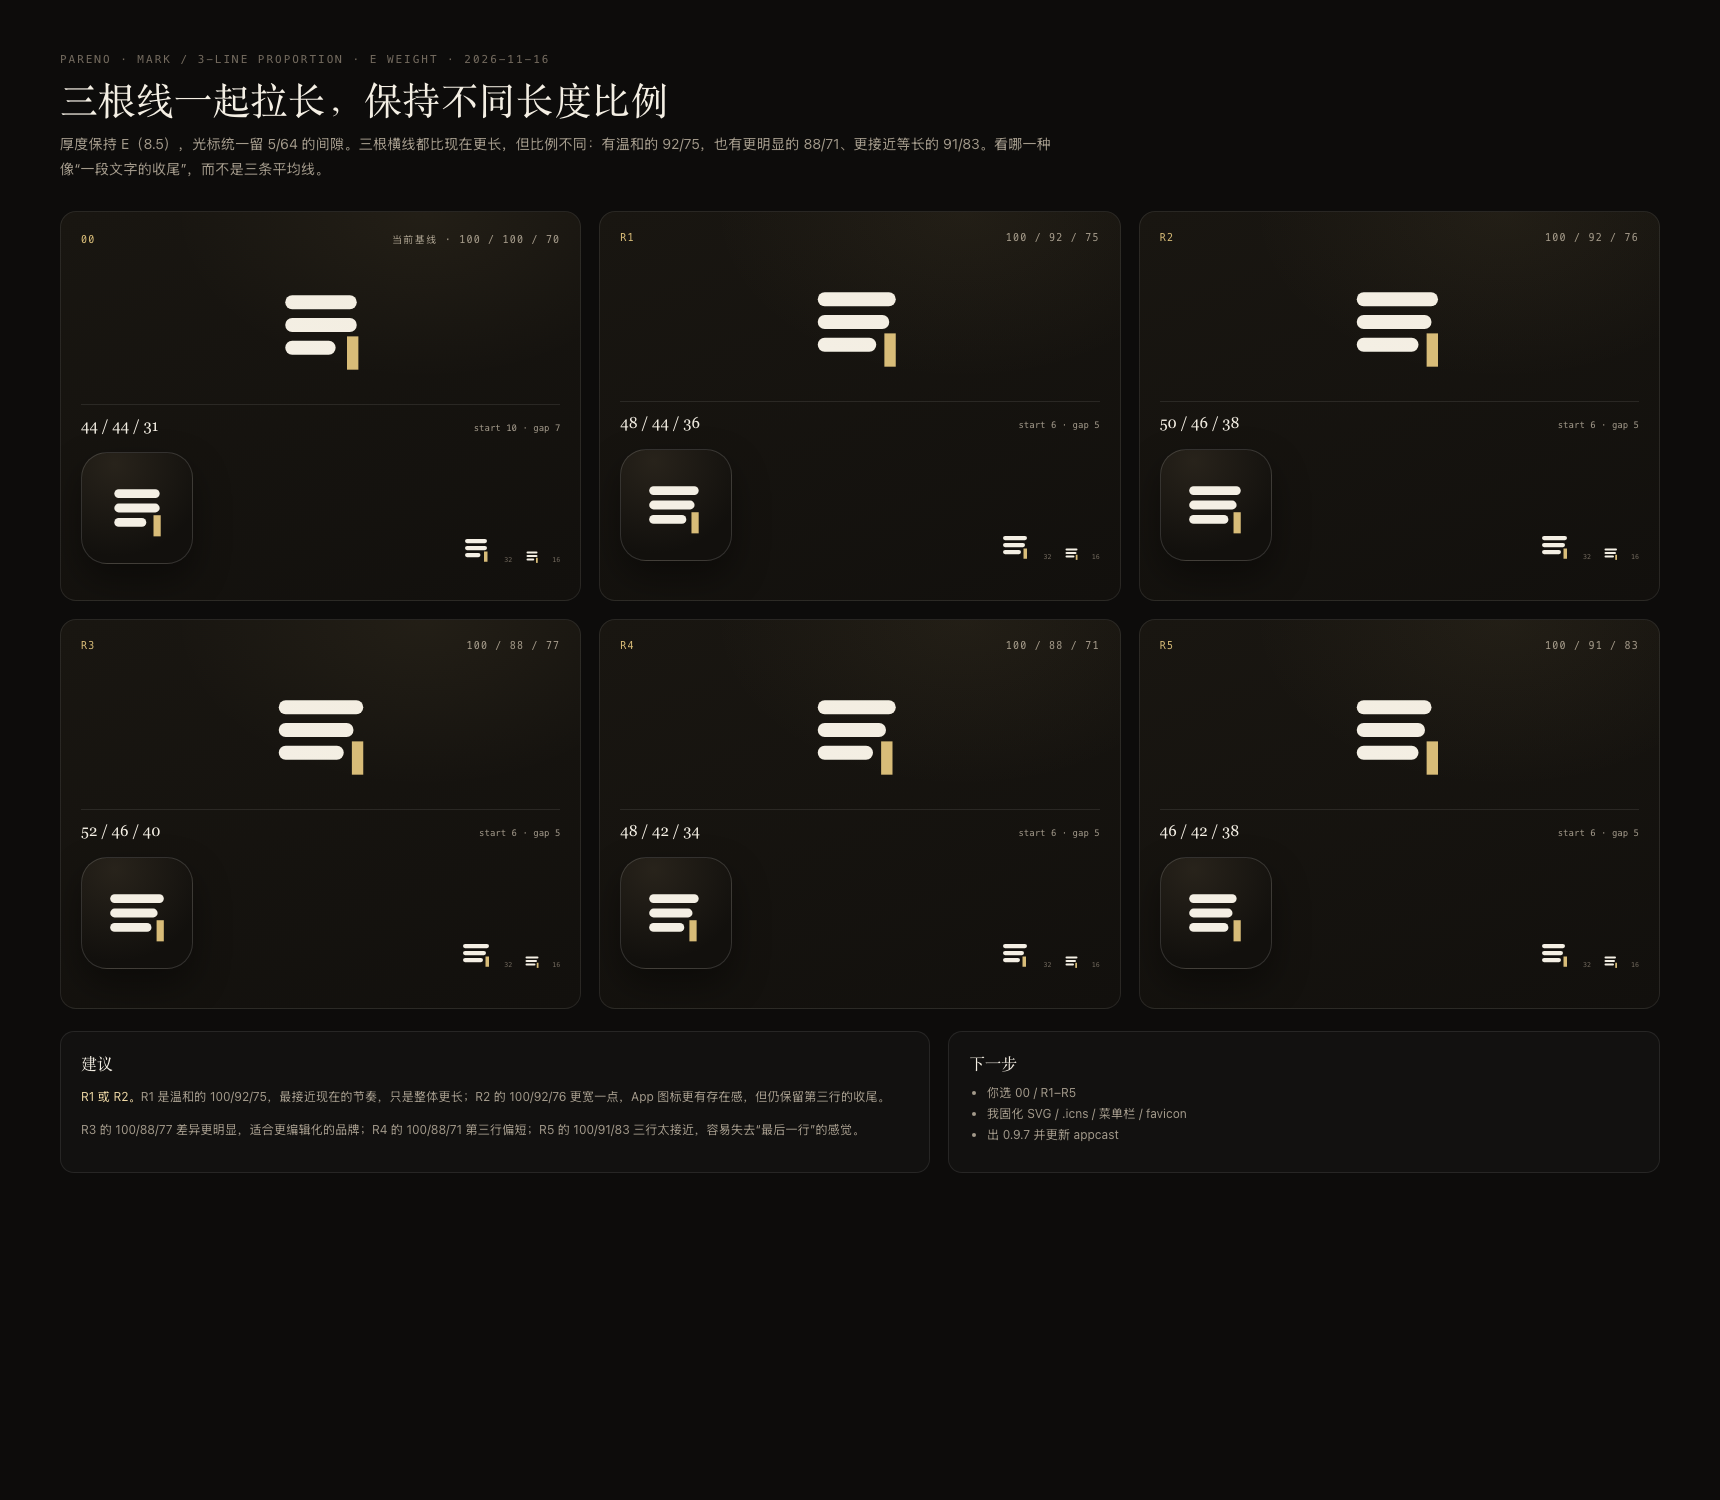 PARENO · MARK / 3-LINE PROPORTION · E WEIGHT · 2026-11-16
三根线一起拉长，保持不同长度比例
厚度保持 E（8.5），光标统一留 5/64 的间隙。三根横线都比现在更长，但比例不同：有温和的 92/75，也有更明显的 88/71、更接近等长的 91/83。看哪一种
像“一段文字的收尾”，而不是三条平均线。
00
当前基线 · 100 / 100 / 70
44 / 44 / 31
start 10 · gap 7
32
16
R1
100 / 92 / 75
48 / 44 / 36
start 6 · gap 5
32
16
R2
100 / 92 / 76
50 / 46 / 38
start 6 · gap 5
32
16
R3
100 / 88 / 77
52 / 46 / 40
start 6 · gap 5
32
16
R4
100 / 88 / 71
48 / 42 / 34
start 6 · gap 5
32
16
R5
100 / 91 / 83
46 / 42 / 38
start 6 · gap 5
32
16
建议
R1 或 R2。R1 是温和的 100/92/75，最接近现在的节奏，只是整体更长；R2 的 100/92/76 更宽一点，App 图标更有存在感，但仍保留第三行的收尾。
R3 的 100/88/77 差异更明显，适合更编辑化的品牌；R4 的 100/88/71 第三行偏短；R5 的 100/91/83 三行太接近，容易失去“最后一行”的感觉。
下一步
• 你选 00 / R1–R5
• 我固化 SVG / .icns / 菜单栏 / favicon
• 出 0.9.7 并更新 appcast